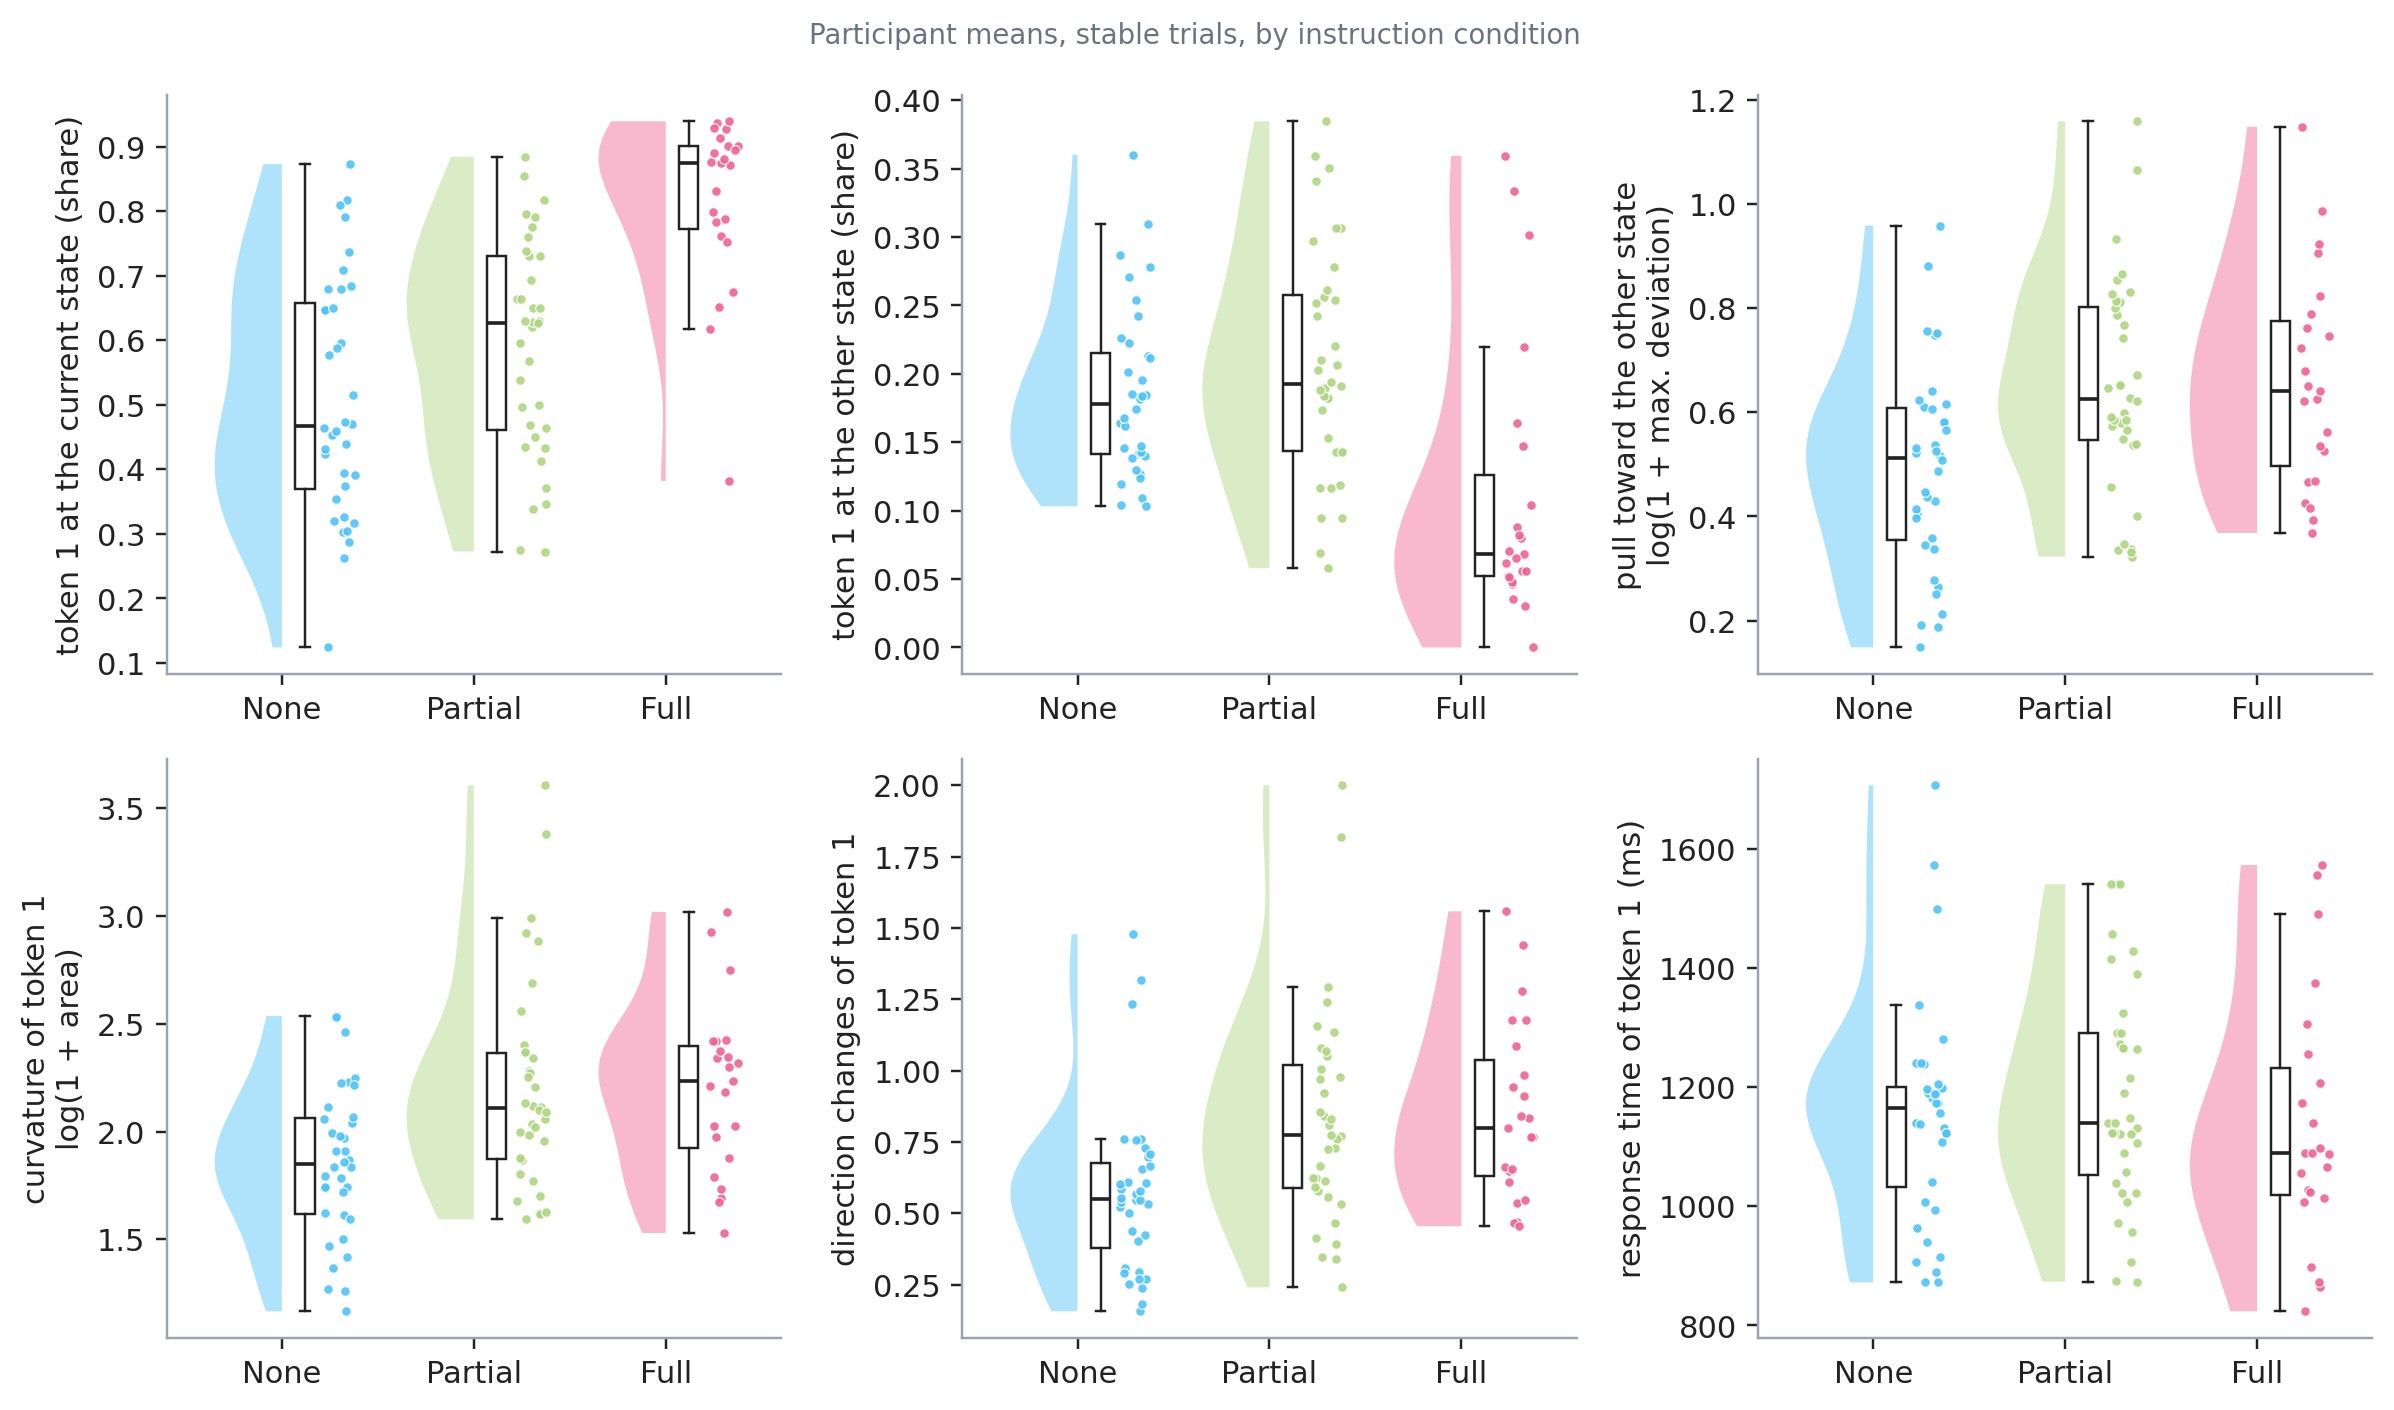 Participant means, stable trials, by instruction condition
token 1 at the current state (share)
0.9
0.8
0.7
0.6
0.5
0.4
0.3
0.2
0.1
None Partial Full
token 1 at the other state (share)
0.40
0.35
0.30
0.25
0.20
0.15
0.10
0.05
0.00
None Partial Full
pull toward the other state
log(1 + max. deviation)
1.2
1.0
0.8
0.6
0.4
0.2
None Partial Full
curvature of token 1
log(1 + area)
3.5
3.0
2.5
2.0
1.5
None Partial Full
direction changes of token 1
2.00
1.75
1.50
1.25
1.00
0.75
0.50
0.25
None Partial Full
response time of token 1 (ms)
1600
1400
1200
1000
800
None Partial Full